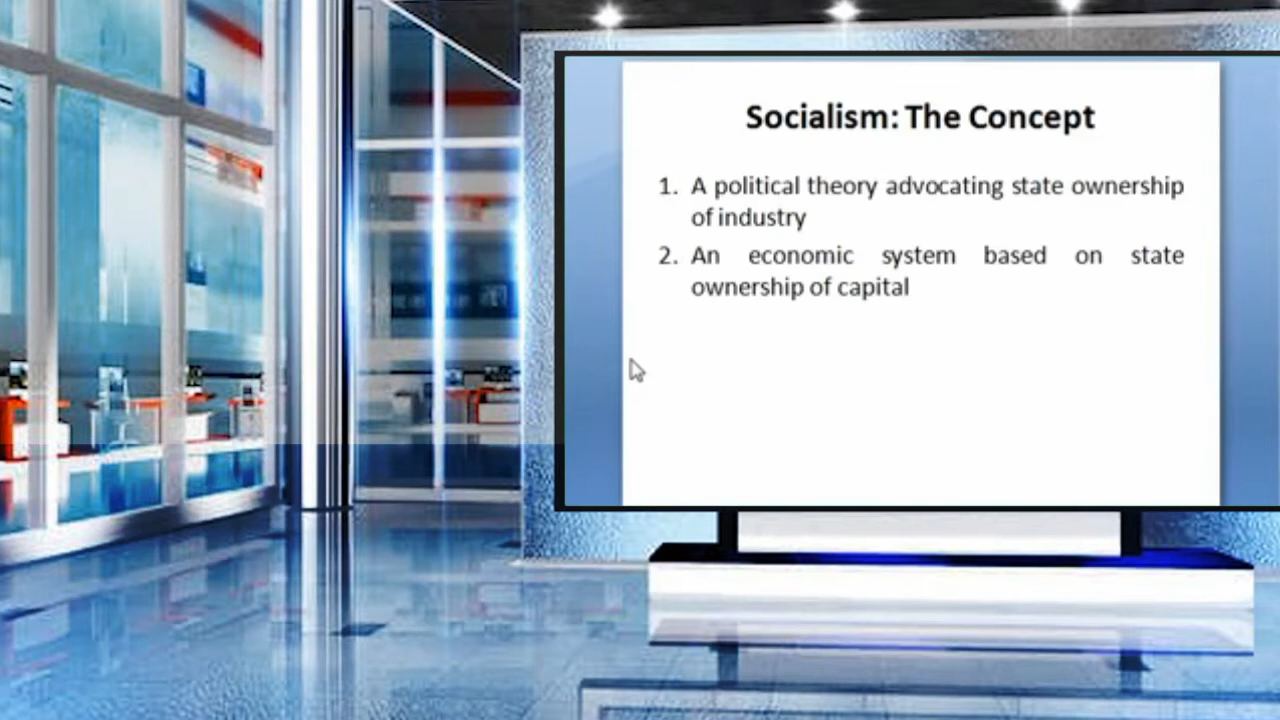 Socialism: The Concept
1. A political theory advocating state ownership
of industry
2. An economic system based on state
ownership of capital